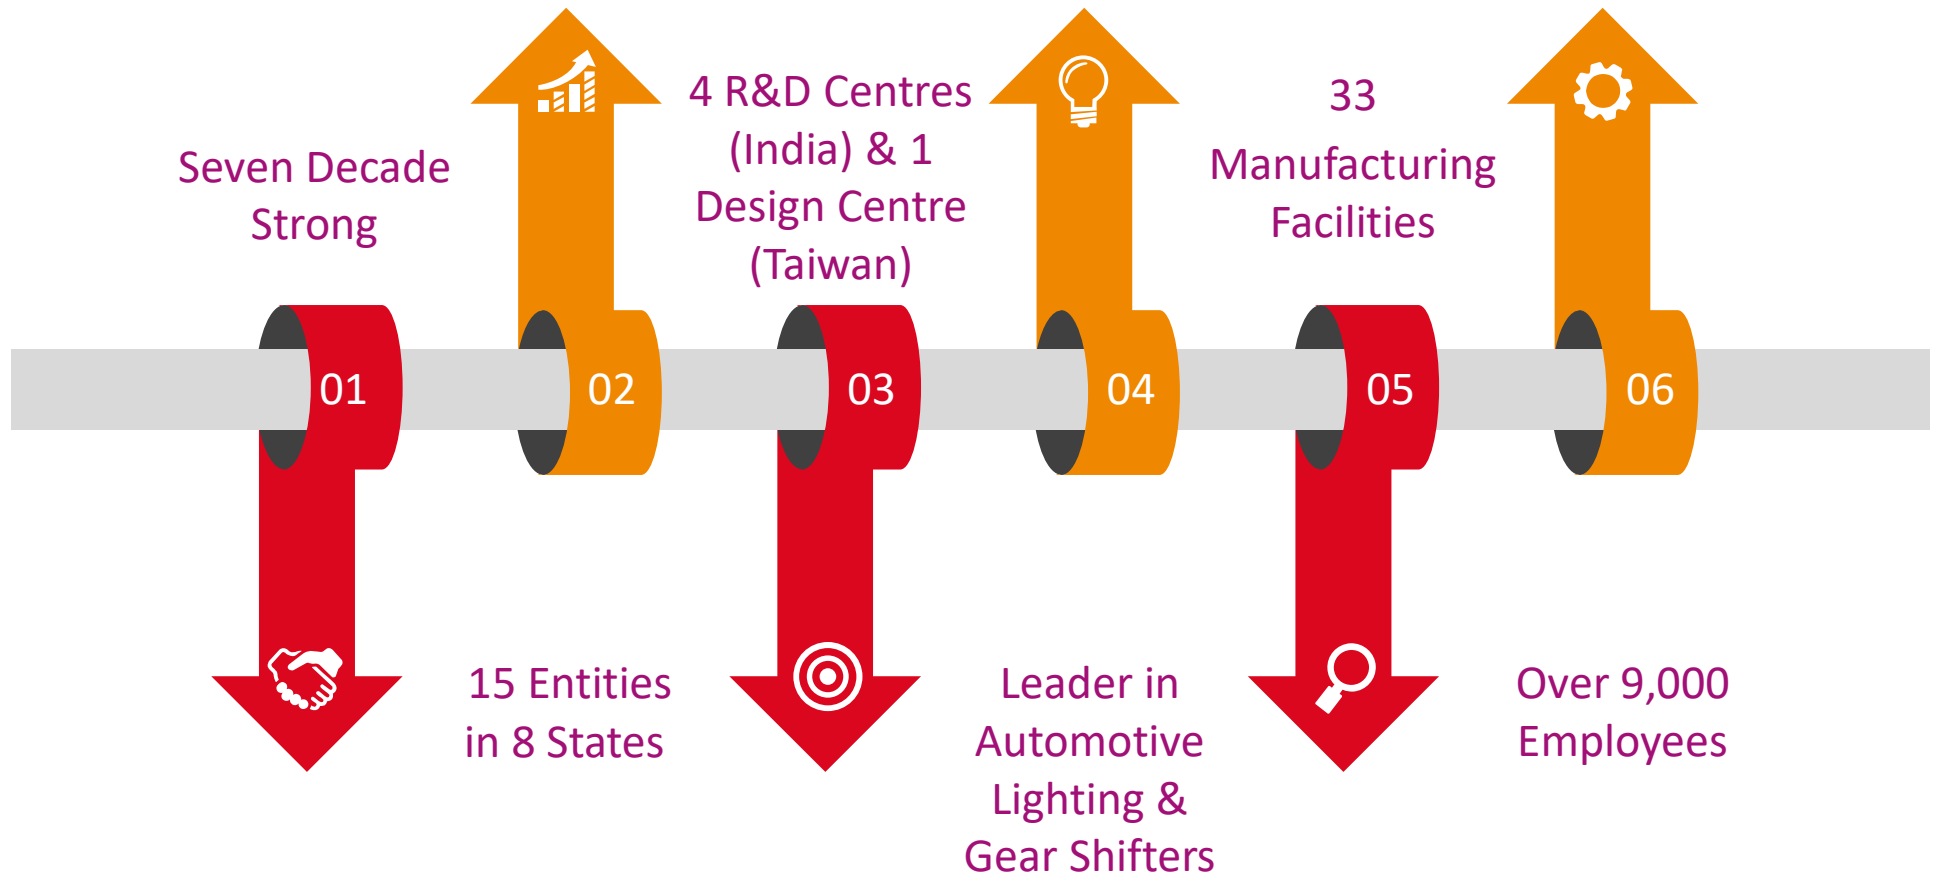 Seven Decade
Strong
01
02
15 Entities
in 8 States
4 R&D Centres
(India) & 1
Design Centre
(Taiwan)
03
04
Leader in
Automotive
Lighting &
Gear Shifters
33
Manufacturing
Facilities
05
06
Over 9,000
Employees